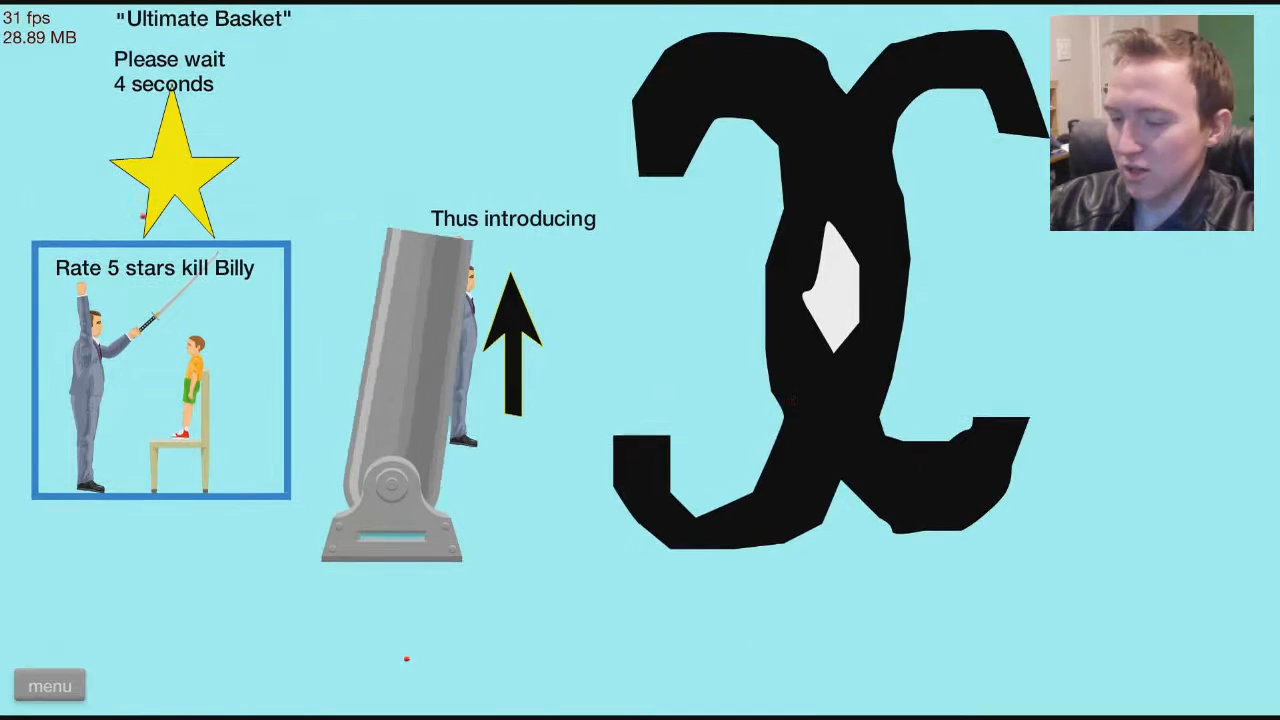 31 fps
28.89 MB
"Ultimate Basket"
Please wait
4 seconds
Thus introducing
Rate 5 stars kill Billy
menu